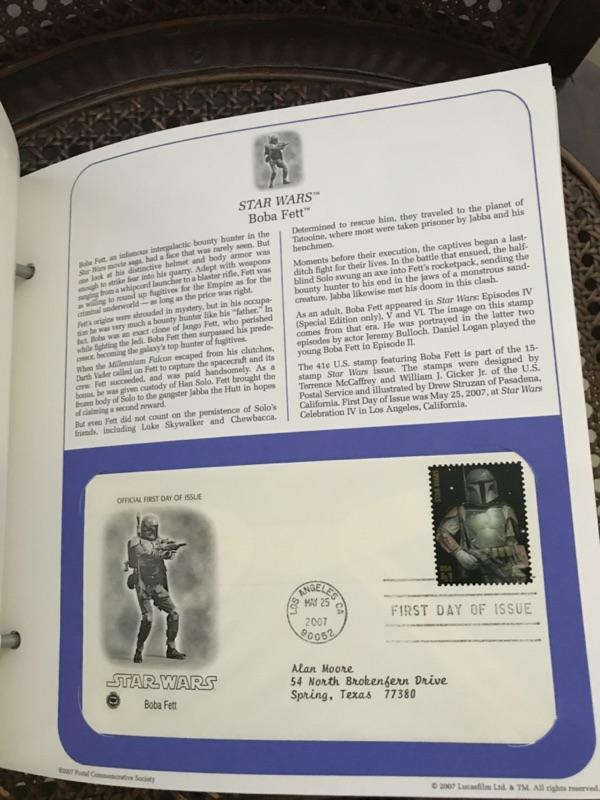 STAR WARS™
Boba Fett™
Boba Fett, an infamous intergalactic bounty hunter in the
Star Wars movie saga, had a face that was rarely seen. But
one look at his distinctive helmet and body armor was
enough to strike fear into his quarry. Adept with weapons
ranging from a whipcord launcher to a blaster rifle, Fett was
as willing to round up fugitives for the Empire as for the
criminal underworld — as long as the price was right.
Fett's origins were shrouded in mystery, but in his occupa-
tion he was very much a bounty hunter like his "father." In
fact, Boba was an exact clone of Jango Fett, who perished
while fighting the Jedi. Boba Fett then surpassed his prede-
cessor, becoming the galaxy's top hunter of fugitives.
When the Millennium Falcon escaped from his clutches,
Darth Vader called on Fett to capture the spacecraft and its
crew. Fett succeeded, and was paid handsomely. As a
bonus, he was given custody of Han Solo. Fett brought the
frozen body of Solo to the gangster Jabba the Hutt in hopes
of claiming a second reward.
But even Fett did not count on the persistence of Solo's
friends, including Luke Skywalker and Chewbacca.
Determined to rescue him, they traveled to the planet of
Tatooine, where most were taken prisoner by Jabba and his
henchmen.
Moments before their execution, the captives began a last-
ditch fight for their lives. In the battle that ensued, the half-
blind Solo swung an axe into Fett's rocketpack, sending the
bounty hunter to his end in the jaws of a monstrous sand-
creature. Jabba likewise met his doom in this clash.
As an adult, Boba Fett appeared in Star Wars: Episodes IV
(Special Edition only), V and VI. The image on this stamp
comes from that era. He was portrayed in the latter two
episodes by actor Jeremy Bulloch. Daniel Logan played the
young Boba Fett in Episode II.
The 41¢ U.S. stamp featuring Boba Fett is part of the 15-
stamp Star Wars issue. The stamps were designed by
Terrence McCaffrey and William J. Gicker Jr. of the U.S.
Postal Service and illustrated by Drew Struzan of Pasadena,
California. First Day of Issue was May 25, 2007, at Star Wars
Celebration IV in Los Angeles, California.
OFFICIAL FIRST DAY OF ISSUE
STAR WARS
USA
41
LOS ANGELES CA
MAY 25
2007
90052
FIRST DAY OF ISSUE
STAR WARS
Boba Fett
Alan Moore
54 North Brokenfern Drive
Spring, Texas 77380
©2007 Postal Commemorative Society
© 2007 Lucasfilm Ltd. & TM. All rights reserved.